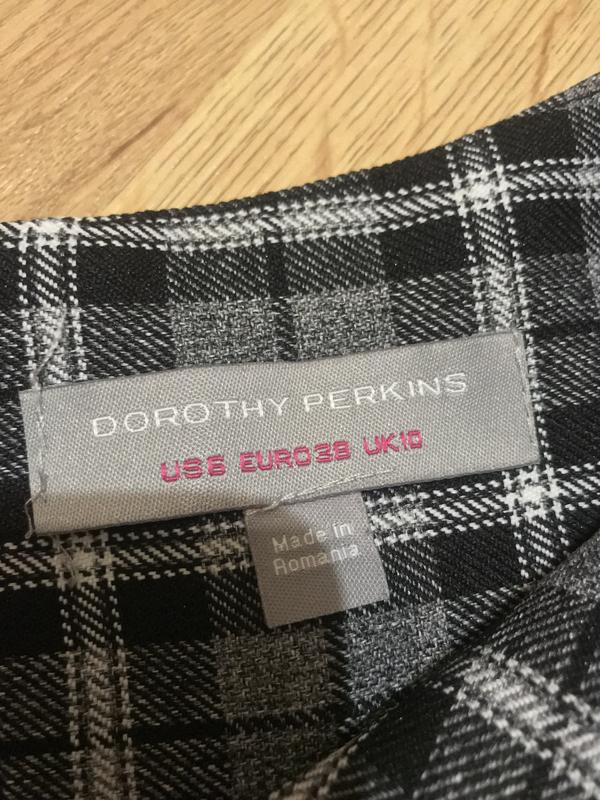 DOROTHY PERKINS
US6 EURO38 UK10
Made in
Romania